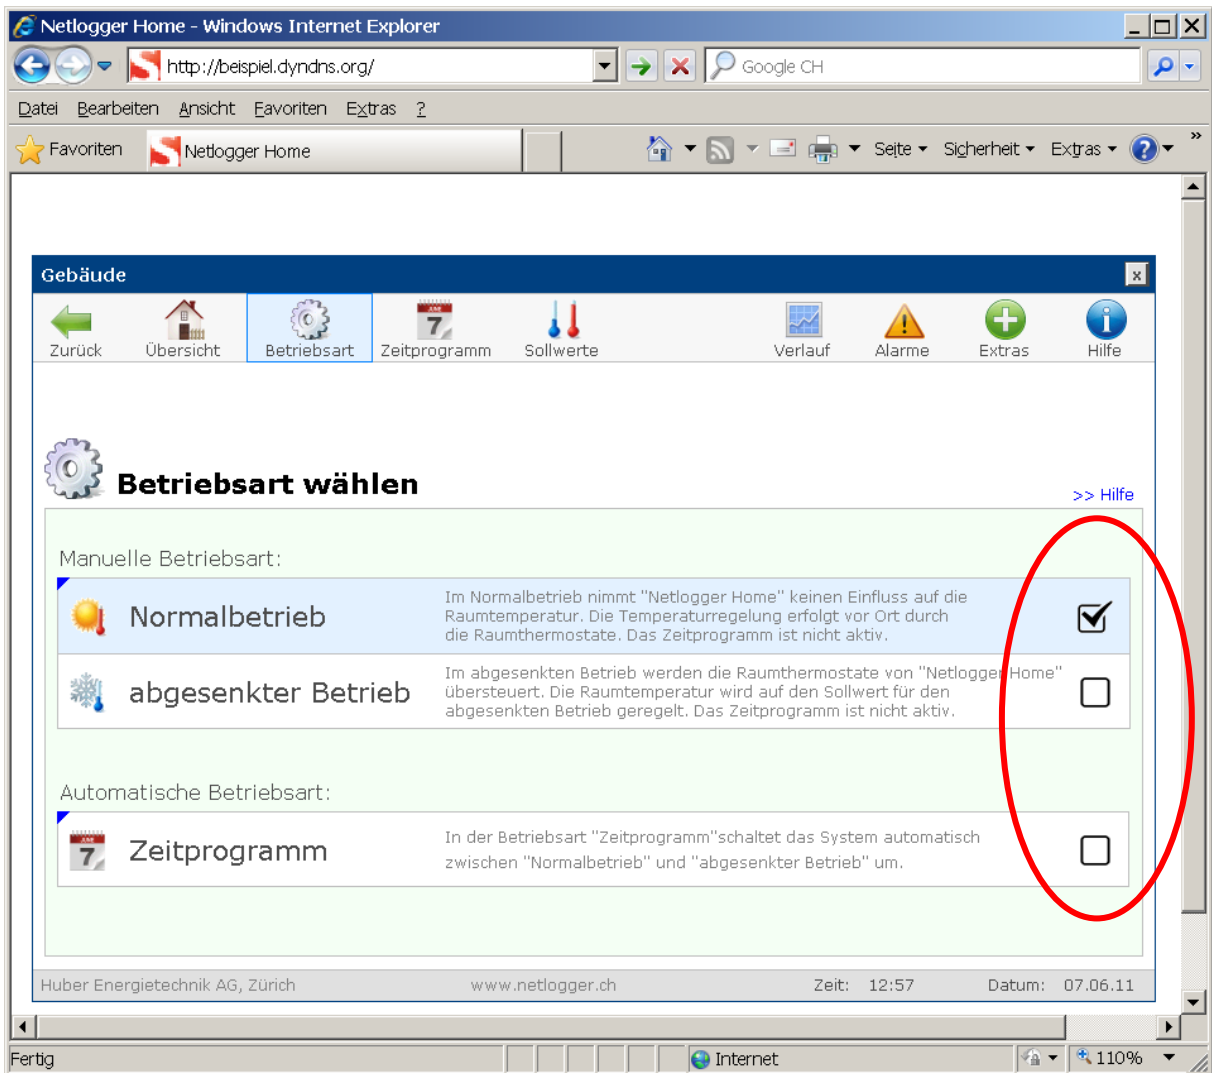 Netlogger Home - Windows Internet Explorer
http://beispiel.dyndns.org/
Google CH
Datei Bearbeiten Ansicht Favoriten Extras ?
Favoriten Netlogger Home Seite Sicherheit Extras »
Gebäude x
Zurück Übersicht Betriebsart Zeitprogramm Sollwerte Verlauf Alarme Extras Hilfe
JUNE 7
Betriebsart wählen
>> Hilfe
Manuelle Betriebsart:
Normalbetrieb
Im Normalbetrieb nimmt "Netlogger Home" keinen Einfluss auf die
Raumtemperatur. Die Temperaturregelung erfolgt vor Ort durch
die Raumthermostate. Das Zeitprogramm ist nicht aktiv.
abgesenkter Betrieb
Im abgesenkten Betrieb werden die Raumthermostate von "Netlogger Home"
übersteuert. Die Raumtemperatur wird auf den Sollwert für den
abgesenkten Betrieb geregelt. Das Zeitprogramm ist nicht aktiv.
Automatische Betriebsart:
7
Zeitprogramm
In der Betriebsart "Zeitprogramm"schaltet das System automatisch
zwischen "Normalbetrieb" und "abgesenkter Betrieb" um.
Huber Energietechnik AG, Zürich www.netlogger.ch Zeit: 12:57 Datum: 07.06.11
Fertig Internet 110%